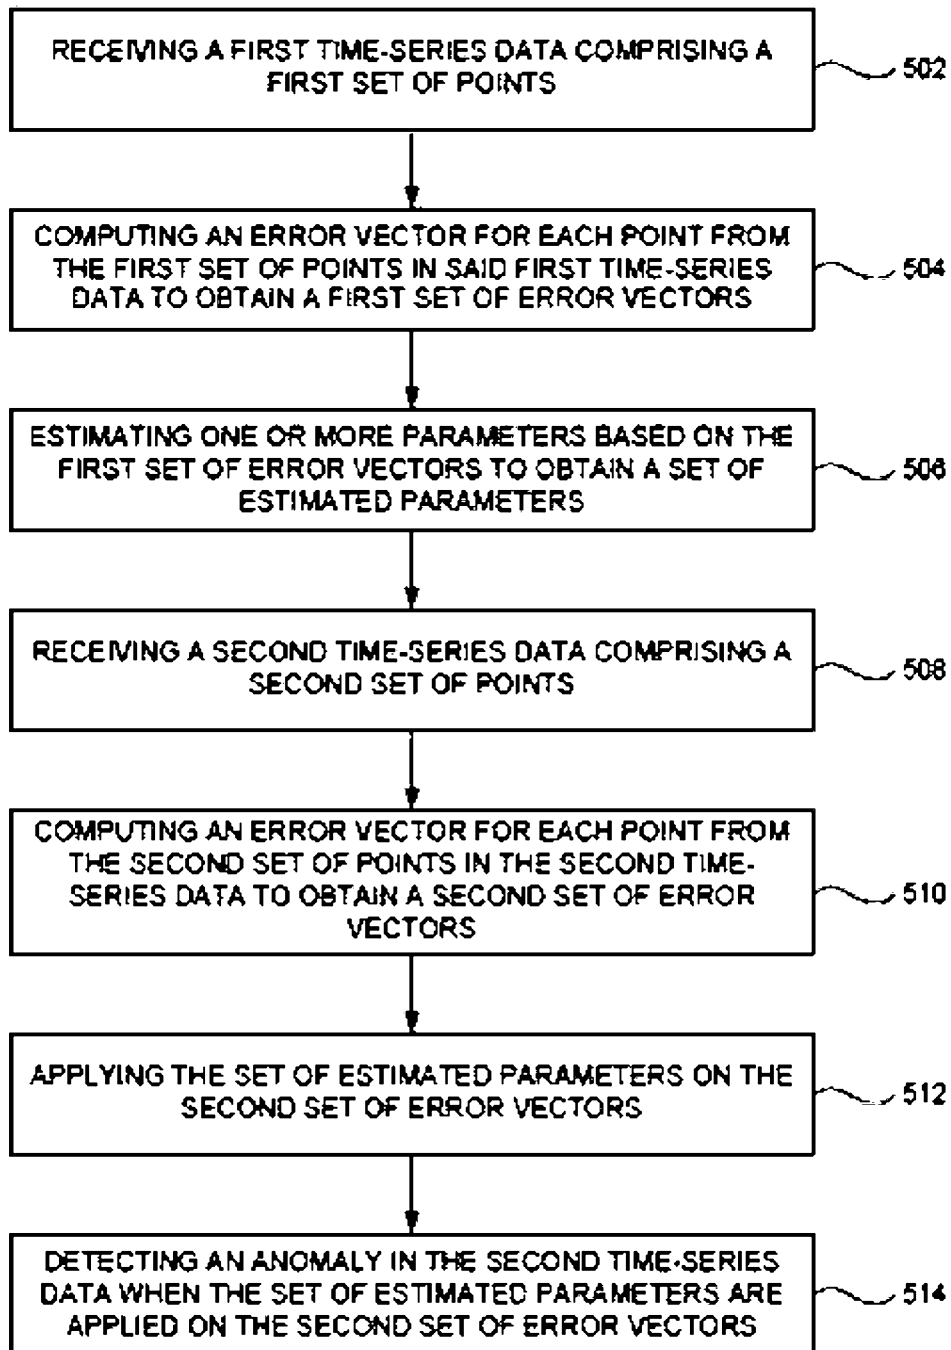 RECEIVING A FIRST TIME-SERIES DATA COMPRISING A
FIRST SET OF POINTS
502
COMPUTING AN ERROR VECTOR FOR EACH POINT FROM
THE FIRST SET OF POINTS IN SAID FIRST TIME-SERIES
DATA TO OBTAIN A FIRST SET OF ERROR VECTORS
504
ESTIMATING ONE OR MORE PARAMETERS BASED ON THE
FIRST SET OF ERROR VECTORS TO OBTAIN A SET OF
ESTIMATED PARAMETERS
506
RECEIVING A SECOND TIME-SERIES DATA COMPRISING A
SECOND SET OF POINTS
508
COMPUTING AN ERROR VECTOR FOR EACH POINT FROM
THE SECOND SET OF POINTS IN THE SECOND TIME-
SERIES DATA TO OBTAIN A SECOND SET OF ERROR
VECTORS
510
APPLYING THE SET OF ESTIMATED PARAMETERS ON THE
SECOND SET OF ERROR VECTORS
512
DETECTING AN ANOMALY IN THE SECOND TIME-SERIES
DATA WHEN THE SET OF ESTIMATED PARAMETERS ARE
APPLIED ON THE SECOND SET OF ERROR VECTORS
514